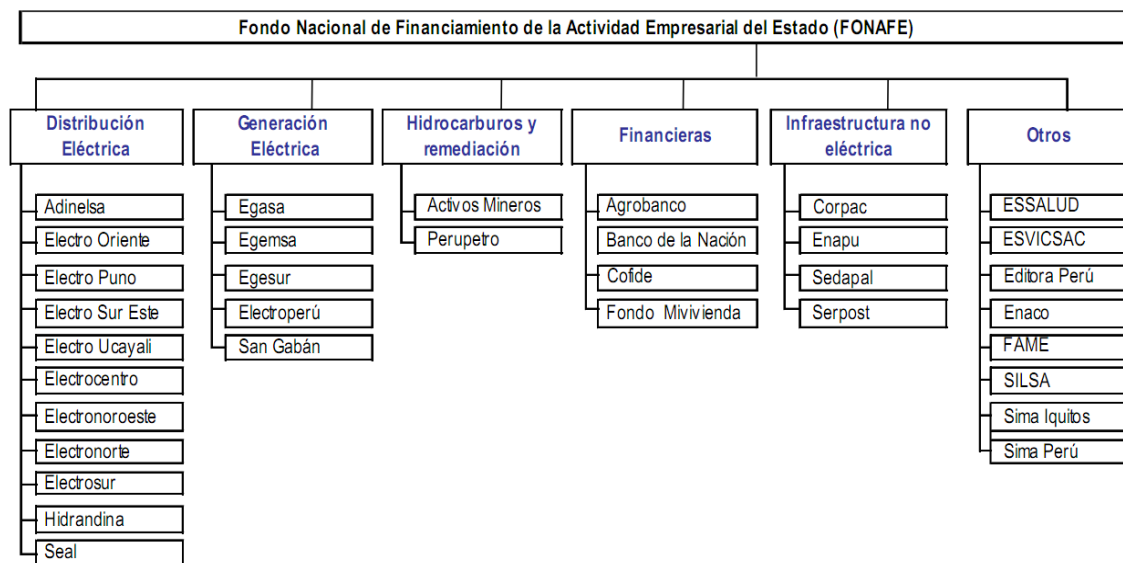 Fondo Nacional de Financiamiento de la Actividad Empresarial del Estado (FONAFE)
Distribución
Eléctrica
Adinelsa
Electro Oriente
Electro Puno
Electro Sur Este
Electro Ucayali
Electrocentro
Electronoroeste
Electronorte
Electrosur
Hidrandina
Seal
Generación
Eléctrica
Egasa
Egemsa
Egesur
Electroperú
San Gabán
Hidrocarburos y
remediación
Activos Mineros
Perupetro
Financieras
Agrobanco
Banco de la Nación
Cofide
Fondo Mivivienda
Infraestructura no
eléctrica
Corpac
Enapu
Sedapal
Serpost
Otros
ESSALUD
ESVICSAC
Editora Perú
Enaco
FAME
SILSA
Sima Iquitos
Sima Perú